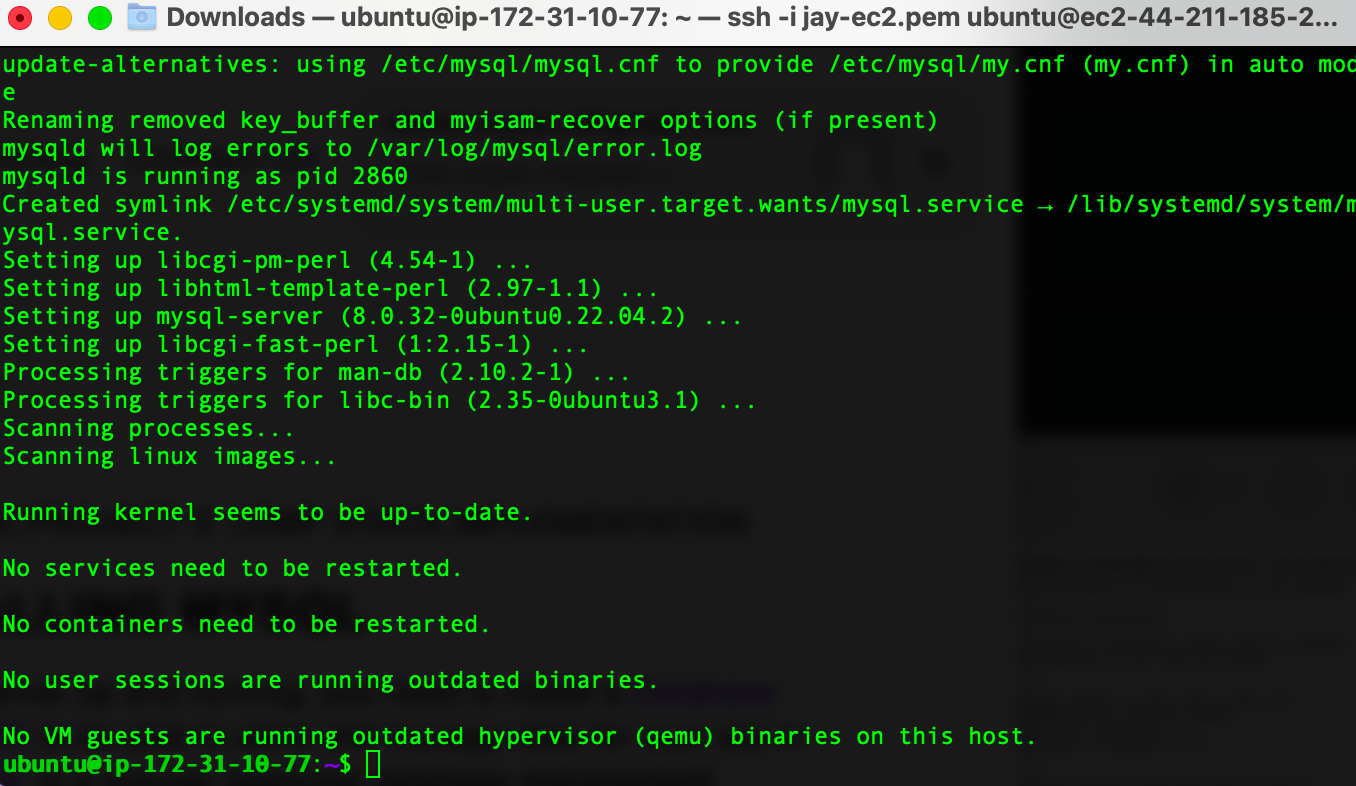 Downloads — ubuntu@ip-172-31-10-77: ~ — ssh -i jay-ec2.pem ubuntu@ec2-44-211-185-2...
update-alternatives: using /etc/mysql/mysql.cnf to provide /etc/mysql/my.cnf (my.cnf) in auto mod
e
Renaming removed key_buffer and myisam-recover options (if present)
mysqld will log errors to /var/log/mysql/error.log
mysqld is running as pid 2860
Created symlink /etc/systemd/system/multi-user.target.wants/mysql.service → /lib/systemd/system/m
ysql.service.
Setting up libcgi-pm-perl (4.54-1) ...
Setting up libhtml-template-perl (2.97-1.1) ...
Setting up mysql-server (8.0.32-0ubuntu0.22.04.2) ...
Setting up libcgi-fast-perl (1:2.15-1) ...
Processing triggers for man-db (2.10.2-1) ...
Processing triggers for libc-bin (2.35-0ubuntu3.1) ...
Scanning processes...
Scanning linux images...
Running kernel seems to be up-to-date.
No services need to be restarted.
No containers need to be restarted.
No user sessions are running outdated binaries.
No VM guests are running outdated hypervisor (qemu) binaries on this host.
ubuntu@ip-172-31-10-77:~$